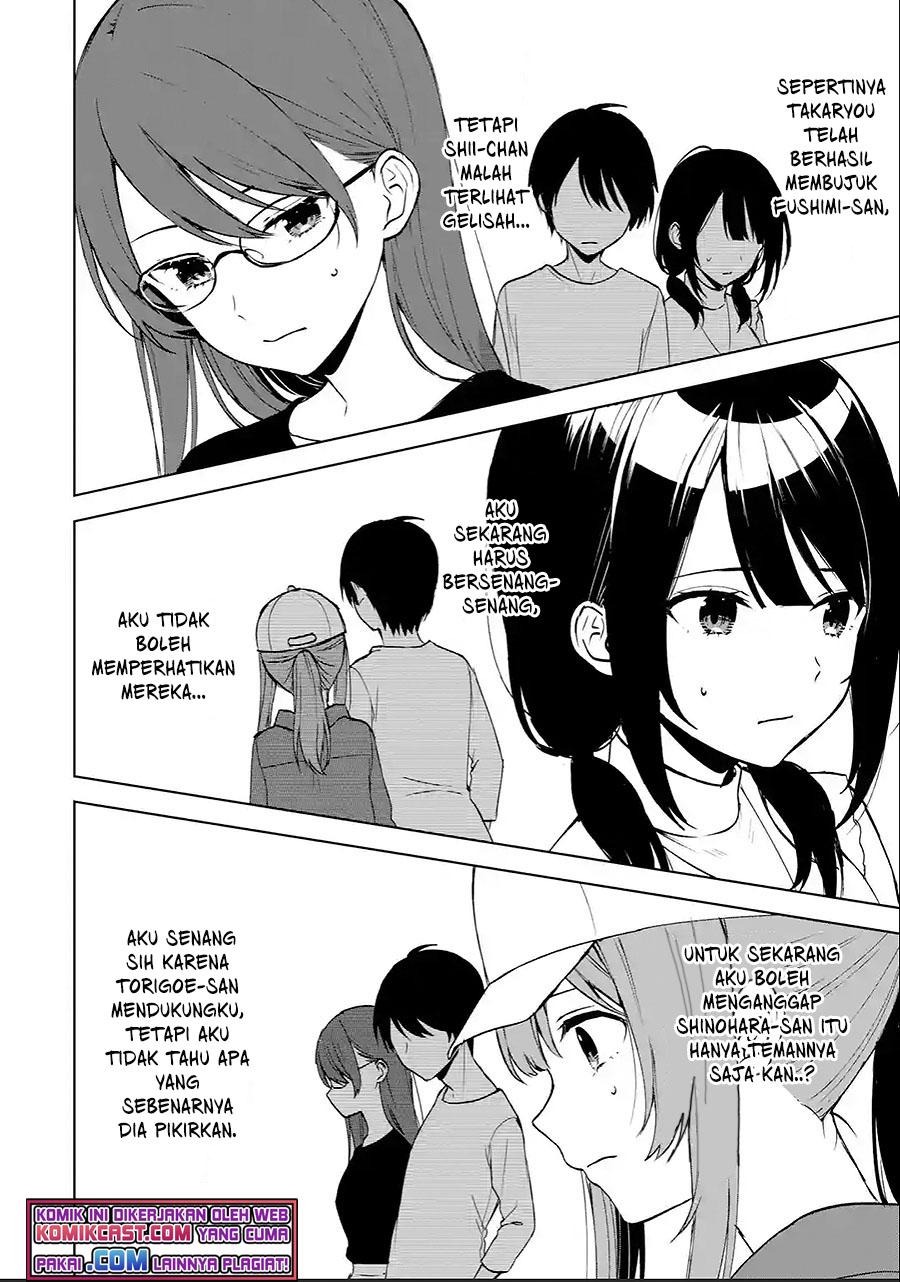 SEPERTINYA
TAKARYOU
TELAH
BERHASIL
MEMBUJUK
FUSHIMI-SAN,
TETAPI
SHII-CHAN
MALAH
TERLIHAT
GELISAH...
AKU
SEKARANG
HARUS
BERSENANG-
SENANG,
AKU TIDAK
BOLEH
MEMPERHATIKAN
MEREKA...
UNTUK SEKARANG
AKU BOLEH
MENGANGGAP
SHINOHARA-SAN ITU
HANYA TEMANNYA
SAJA KAN..?
AKU SENANG
SIH KARENA
TORIGOE-SAN
MENDUKUNGKU,
TETAPI AKU
TIDAK TAHU APA
YANG
SEBENARNYA
DIA PIKIRKAN.
KOMIK INI DIKERJAKAN OLEH WEB
KOMIKCAST.COM YANG CUMA
PAKAI .COM LAINNYA PLAGIAT!